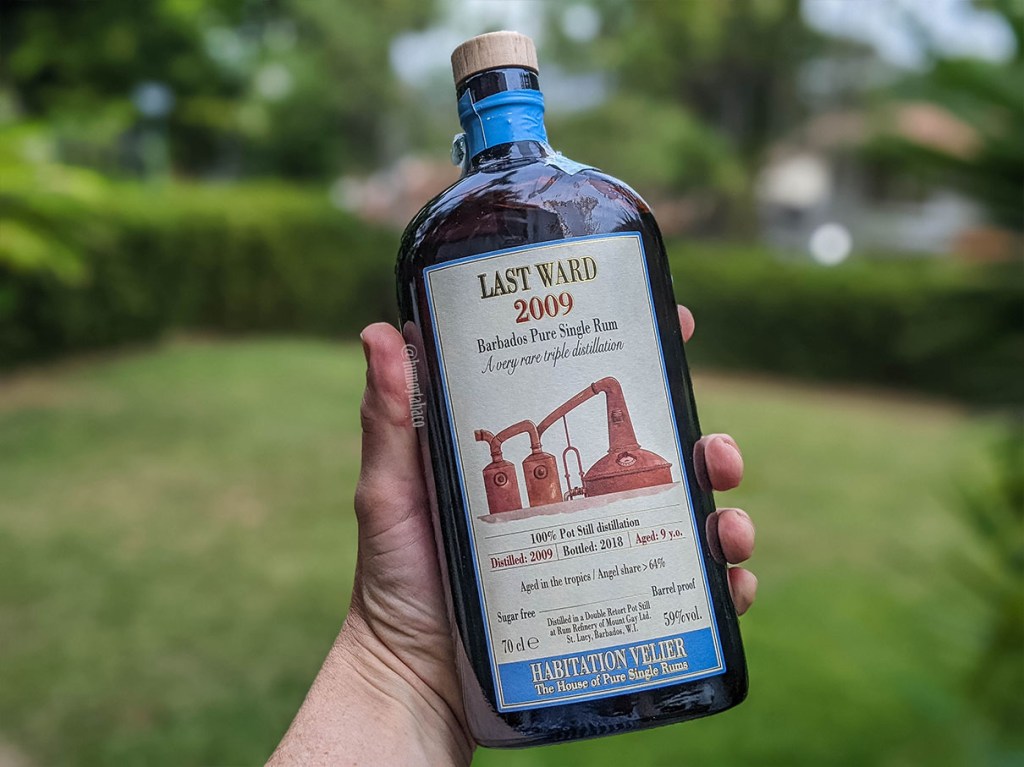 LAST WARD
2009
Barbados Pure Single Rum
A very rare triple distillation
100% Pot Still distillation
Distilled: 2009 Bottled: 2018 Aged: 9 y.o.
Aged in the tropics / Angel share > 64%
Sugar free Barrel proof
Distilled in a Double Retort Pot Still
at Rum Refinery of Mount Gay Ltd.
St. Lucy, Barbados, W.I.
70 cl ℮ 59% vol.
HABITATION VELIER
The House of Pure Single Rums